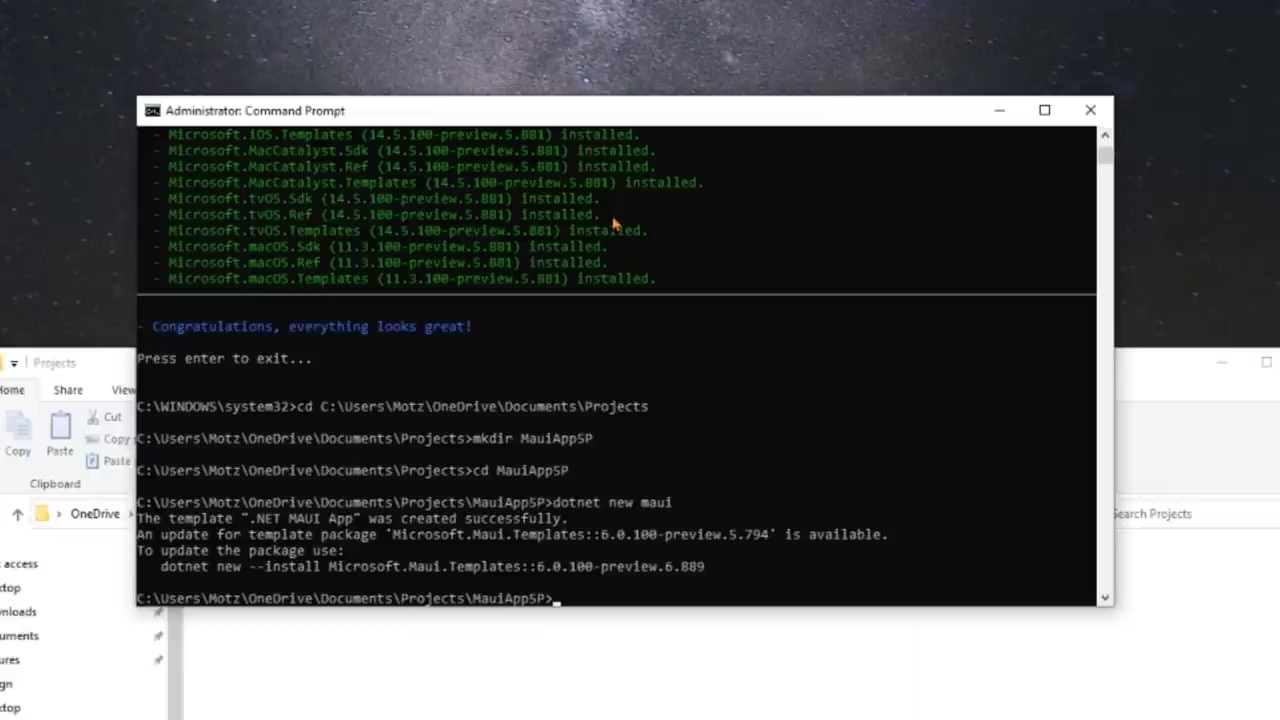 Administrator: Command Prompt
- Microsoft.iOS.Templates (14.5.100-preview.5.881) installed.
- Microsoft.MacCatalyst.Sdk (14.5.100-preview.5.881) installed.
- Microsoft.MacCatalyst.Ref (14.5.100-preview.5.881) installed.
- Microsoft.MacCatalyst.Templates (14.5.100-preview.5.881) installed.
- Microsoft.tvOS.Sdk (14.5.100-preview.5.881) installed.
- Microsoft.tvOS.Ref (14.5.100-preview.5.881) installed.
- Microsoft.tvOS.Templates (14.5.100-preview.5.881) installed.
- Microsoft.macOS.Sdk (11.3.100-preview.5.881) installed.
- Microsoft.macOS.Ref (11.3.100-preview.5.881) installed.
- Microsoft.macOS.Templates (11.3.100-preview.5.881) installed.
- Congratulations, everything looks great!
Press enter to exit...
C:\WINDOWS\system32>cd C:\Users\Motz\OneDrive\Documents\Projects
C:\Users\Motz\OneDrive\Documents\Projects>mkdir MauiApp5P
C:\Users\Motz\OneDrive\Documents\Projects>cd MauiApp5P
C:\Users\Motz\OneDrive\Documents\Projects\MauiApp5P>dotnet new maui
The template ".NET MAUI App" was created successfully.
An update for template package 'Microsoft.Maui.Templates::6.0.100-preview.5.794' is available.
To update the package use:
dotnet new --install Microsoft.Maui.Templates::6.0.100-preview.6.889
C:\Users\Motz\OneDrive\Documents\Projects\MauiApp5P>
Projects
Home Share View
Cut
Copy
Copy Paste Paste
Clipboard
OneDrive
Search Projects
access
ktop
wnloads
uments
ures
gn
ktop